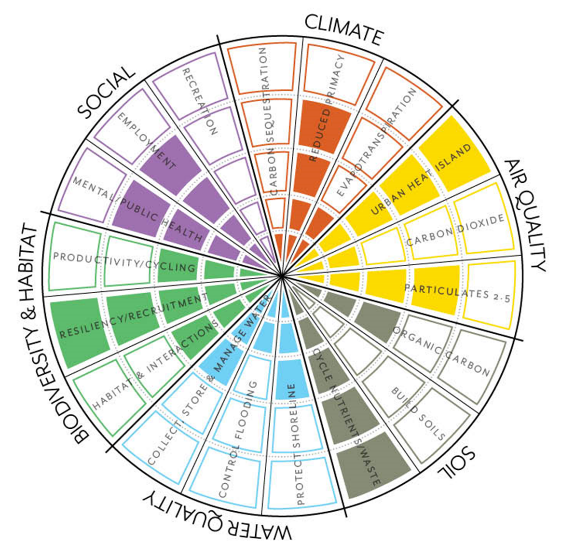 CLIMATE
CARBON SEQUESTRATION
REDUCED PRIMACY
EVAPOTRANSPIRATION
AIR QUALITY
URBAN HEAT ISLAND
CARBON DIOXIDE
PARTICULATES 2.5
SOIL
ORGANIC CARBON
BUILD SOILS
CYCLE NUTRIENTS/WASTE
WATER QUALITY
PROTECT SHORELINE
CONTROL FLOODING
COLLECT, STORE & MANAGE WATER
BIODIVERSITY & HABITAT
HABITAT & INTERACTIONS
RESILIENCY/RECRUITMENT
PRODUCTIVITY/CYCLING
SOCIAL
MENTAL/PUBLIC HEALTH
EMPLOYMENT
RECREATION